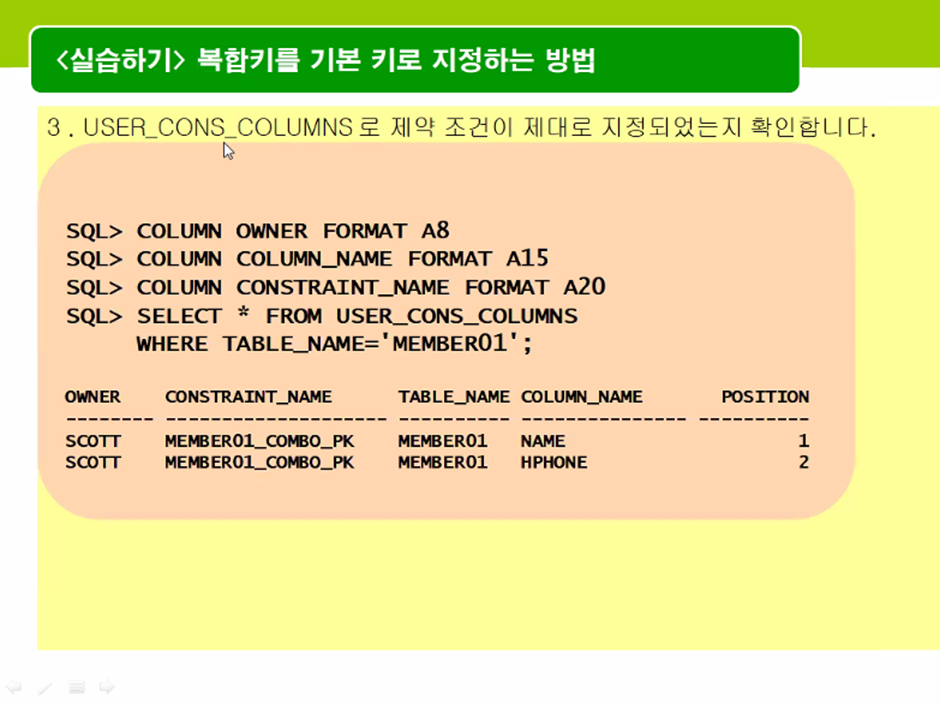 <실습하기> 복합키를 기본 키로 지정하는 방법
3 . USER_CONS_COLUMNS 로 제약 조건이 제대로 지정되었는지 확인합니다.
SQL> COLUMN OWNER FORMAT A8
SQL> COLUMN COLUMN_NAME FORMAT A15
SQL> COLUMN CONSTRAINT_NAME FORMAT A20
SQL> SELECT * FROM USER_CONS_COLUMNS
WHERE TABLE_NAME='MEMBER01';
OWNER CONSTRAINT_NAME TABLE_NAME COLUMN_NAME POSITION
-------- -------------------- ---------- --------------- ----------
SCOTT MEMBER01_COMBO_PK MEMBER01 NAME 1
SCOTT MEMBER01_COMBO_PK MEMBER01 HPHONE 2